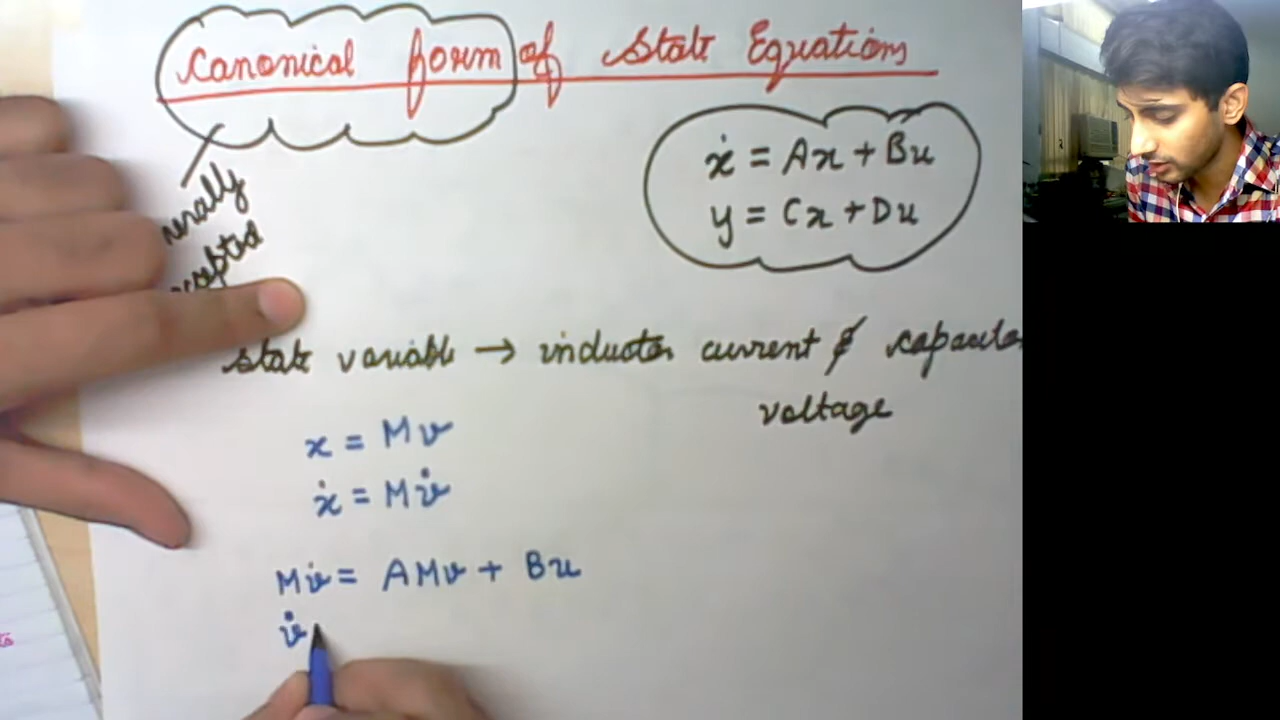 Canonical form of State Equations
ẋ = Ax + Bu
y = Cx + Du
state variable → inductor current &
voltage
x = Mv
ẋ = Mv̇
Mv̇ = AMv + Bu
v̇